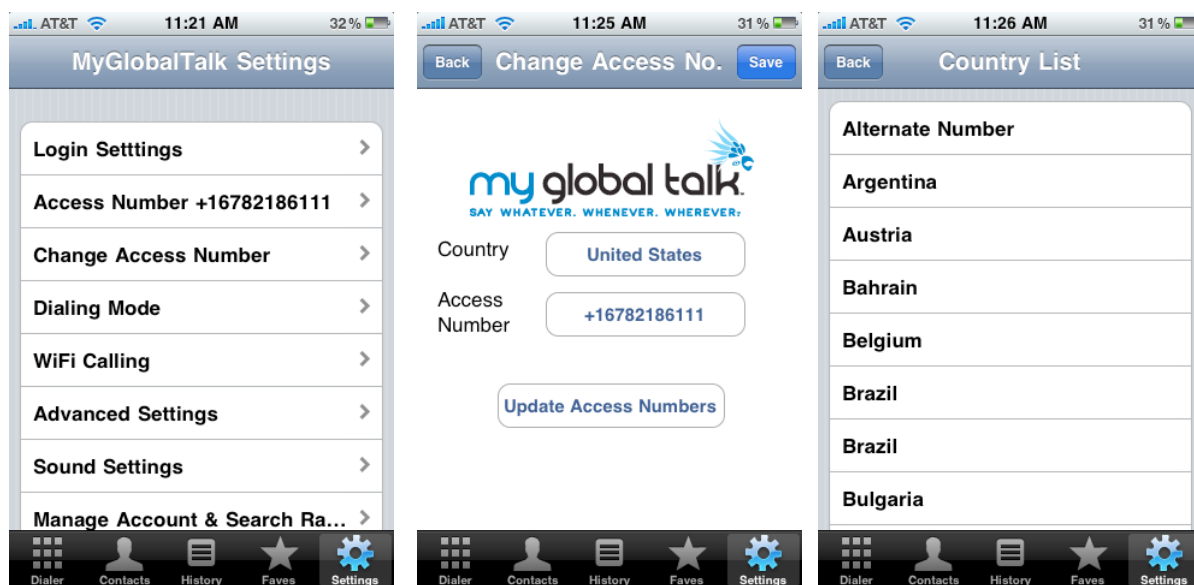 AT&T 11:21 AM 32%
MyGlobalTalk Settings
Login Setttings
Access Number +16782186111
Change Access Number
Dialing Mode
WiFi Calling
Advanced Settings
Sound Settings
Manage Account & Search Ra...
Dialer Contacts History Faves Settings
AT&T 11:25 AM 31%
Back Change Access No. Save
my global talk
SAY WHATEVER. WHENEVER. WHEREVER.
Country United States
Access
Number
+16782186111
Update Access Numbers
Dialer Contacts History Faves Settings
AT&T 11:26 AM 31%
Back Country List
Alternate Number
Argentina
Austria
Bahrain
Belgium
Brazil
Brazil
Bulgaria
Dialer Contacts History Faves Settings